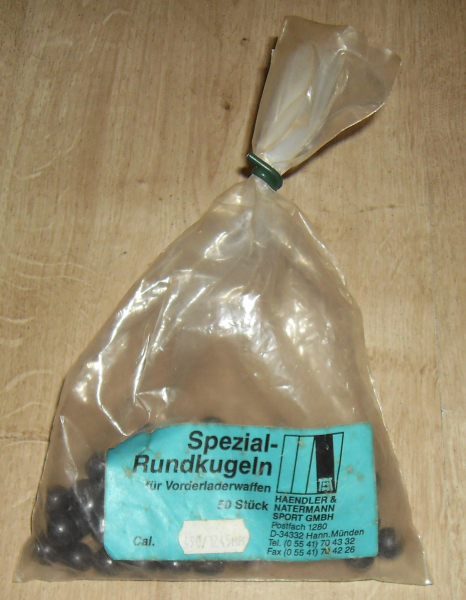 Spezial-
Rundkugeln
für Vorderladerwaffen
50 Stück
HAENDLER &
NATERMANN
SPORT GMBH
Postfach 1280
D-34332 Hann.Münden
Tel. (0 55 41) 70 43 32
Fax (0 55 41) 70 42 26
Cal.